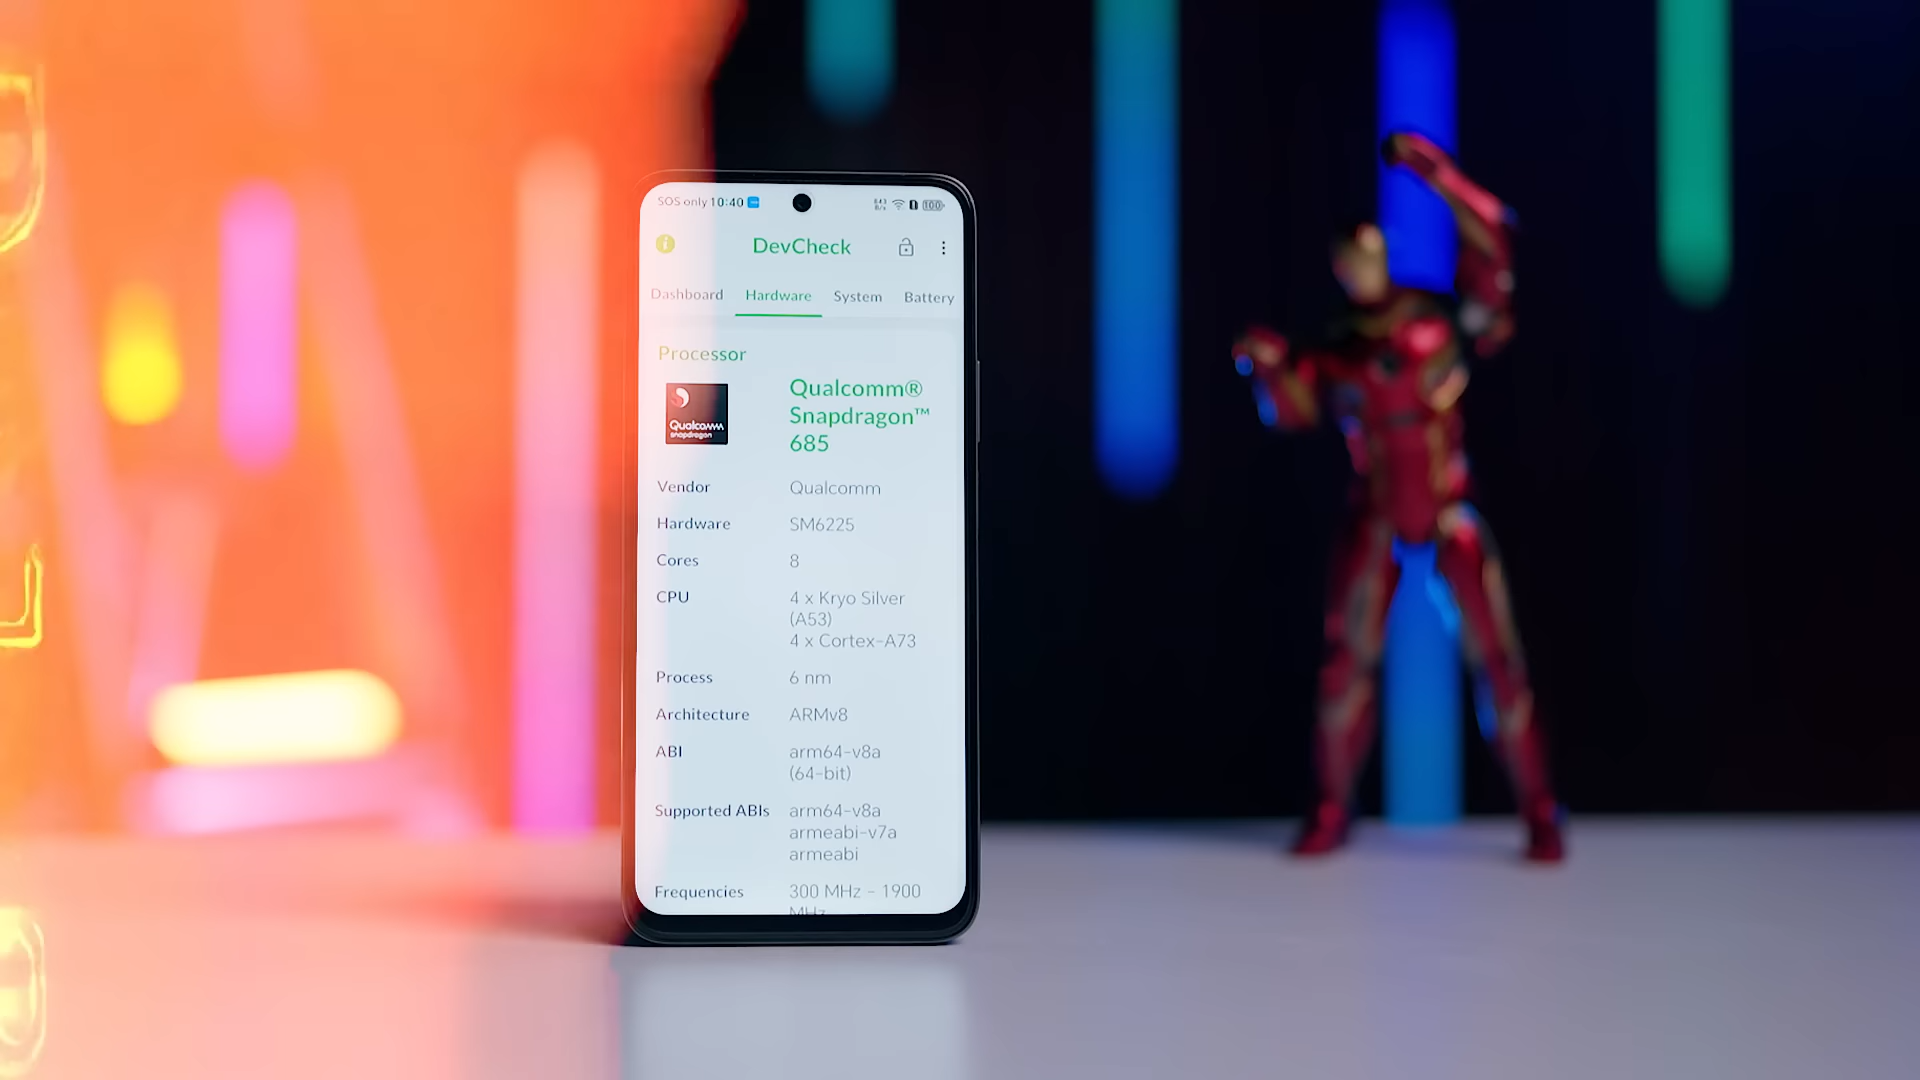 SOS only 10:40
100
DevCheck
Dashboard Hardware System Battery
Processor
Qualcomm
snapdragon
Qualcomm®
Snapdragon™
685
Vendor Qualcomm
Hardware SM6225
Cores 8
CPU 4 x Kryo Silver
(A53)
4 x Cortex-A73
Process 6 nm
Architecture ARMv8
ABI arm64-v8a
(64-bit)
Supported ABIs arm64-v8a
armeabi-v7a
armeabi
Frequencies 300 MHz - 1900
MHz